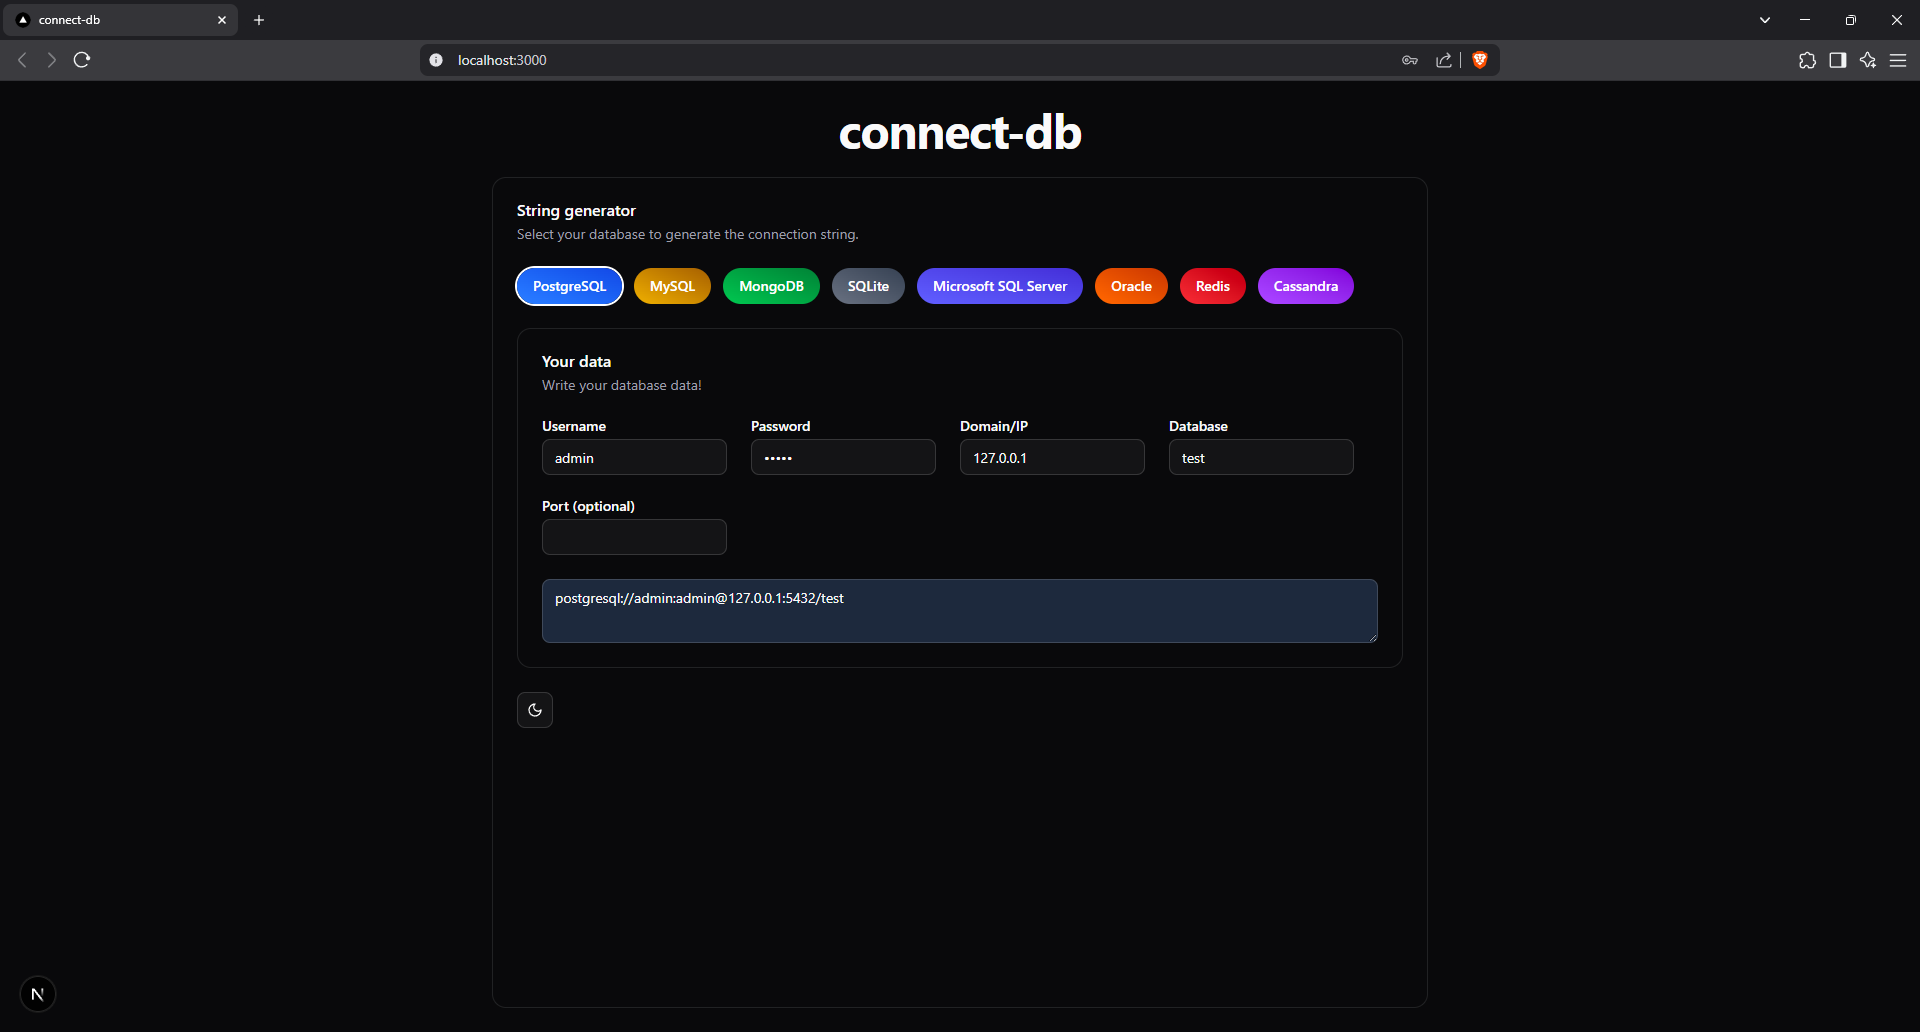 connect-db
localhost:3000
connect-db
String generator
Select your database to generate the connection string.
PostgreSQL MySQL MongoDB SQLite Microsoft SQL Server Oracle Redis Cassandra
Your data
Write your database data!
Username Password Domain/IP Database
admin ••••• 127.0.0.1 test
Port (optional)
postgresql://admin:admin@127.0.0.1:5432/test
N